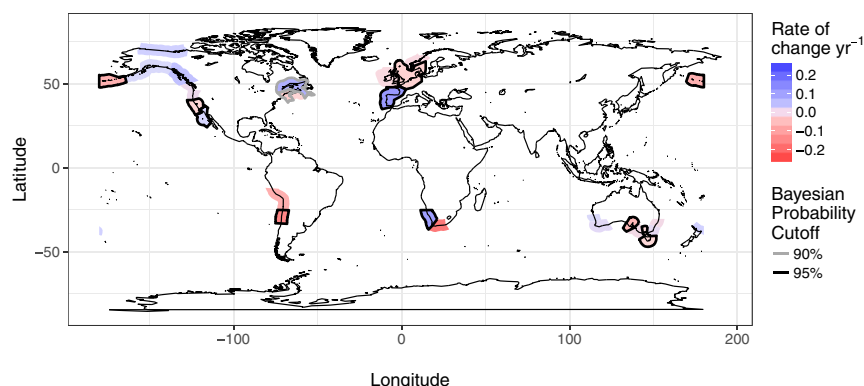 Rate of
change yr−1
0.2
0.1
0.0
−0.1
−0.2
Bayesian
Probability
Cutoff
90%
95%
Latitude
50
0
−50
−100
0
100
200
Longitude